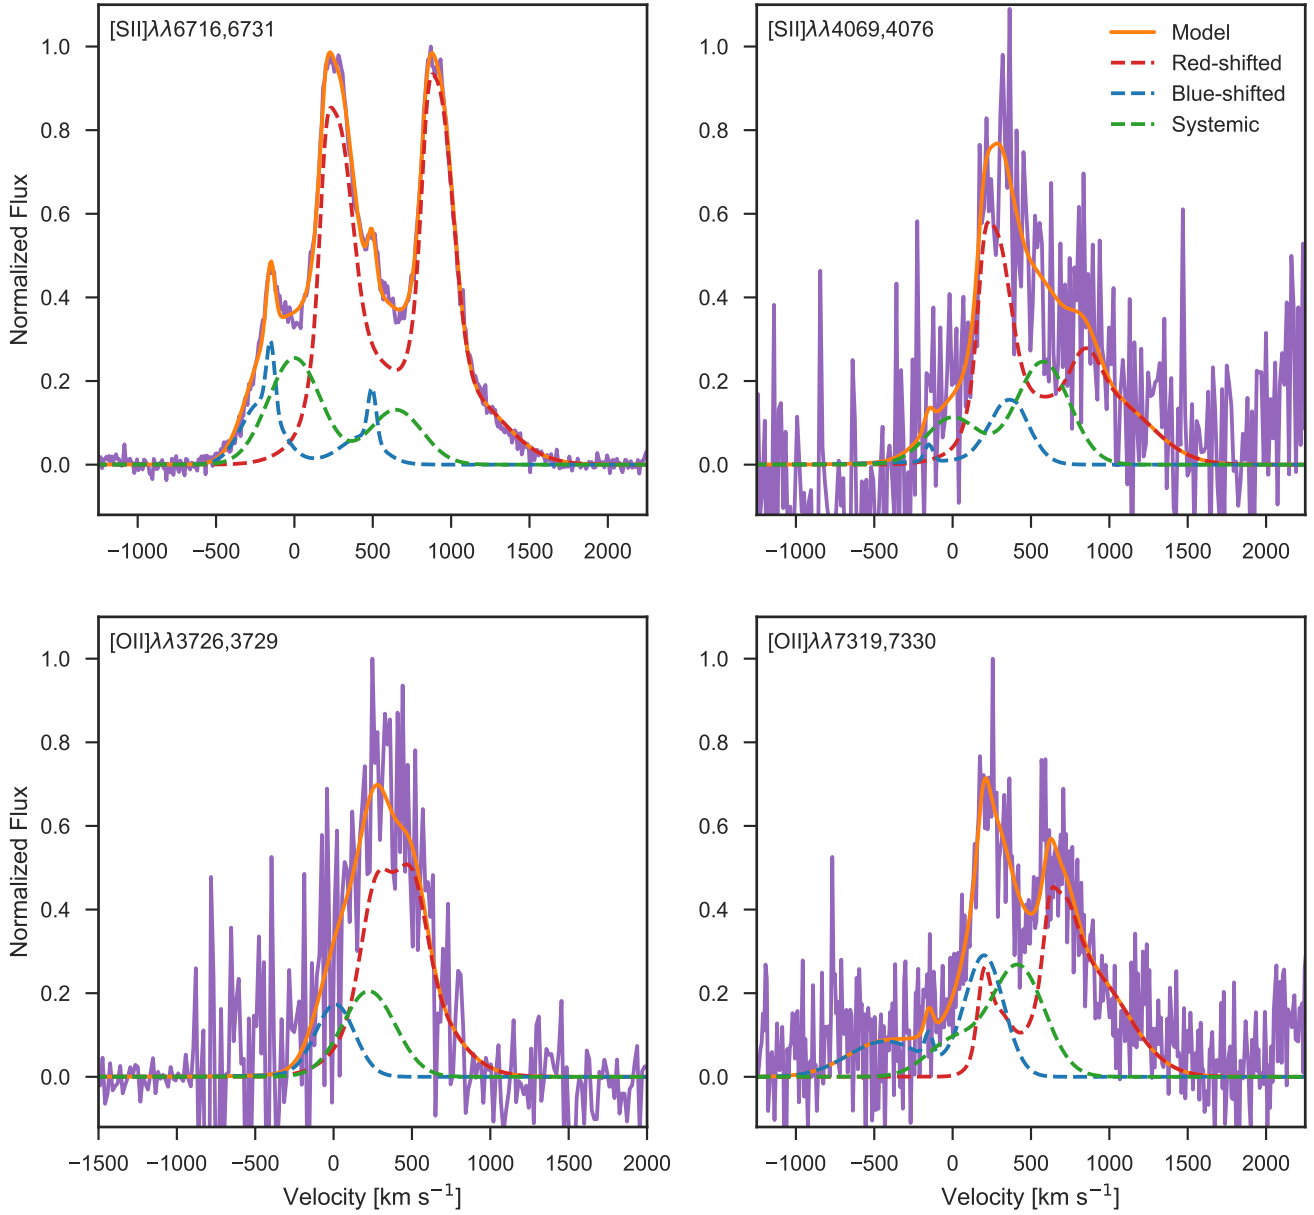 [SII]λλ6716,6731
1.0
0.8
0.6
0.4
0.2
0.0
Normalized Flux
−1000 −500 0 500 1000 1500 2000
[SII]λλ4069,4076
Model
Red-shifted
Blue-shifted
Systemic
1.0
0.8
0.6
0.4
0.2
0.0
−1000 −500 0 500 1000 1500 2000
[OII]λλ3726,3729
1.0
0.8
0.6
0.4
0.2
0.0
Normalized Flux
−1500 −1000 −500 0 500 1000 1500 2000
Velocity [km s⁻¹]
[OII]λλ7319,7330
1.0
0.8
0.6
0.4
0.2
0.0
−1000 −500 0 500 1000 1500 2000
Velocity [km s⁻¹]